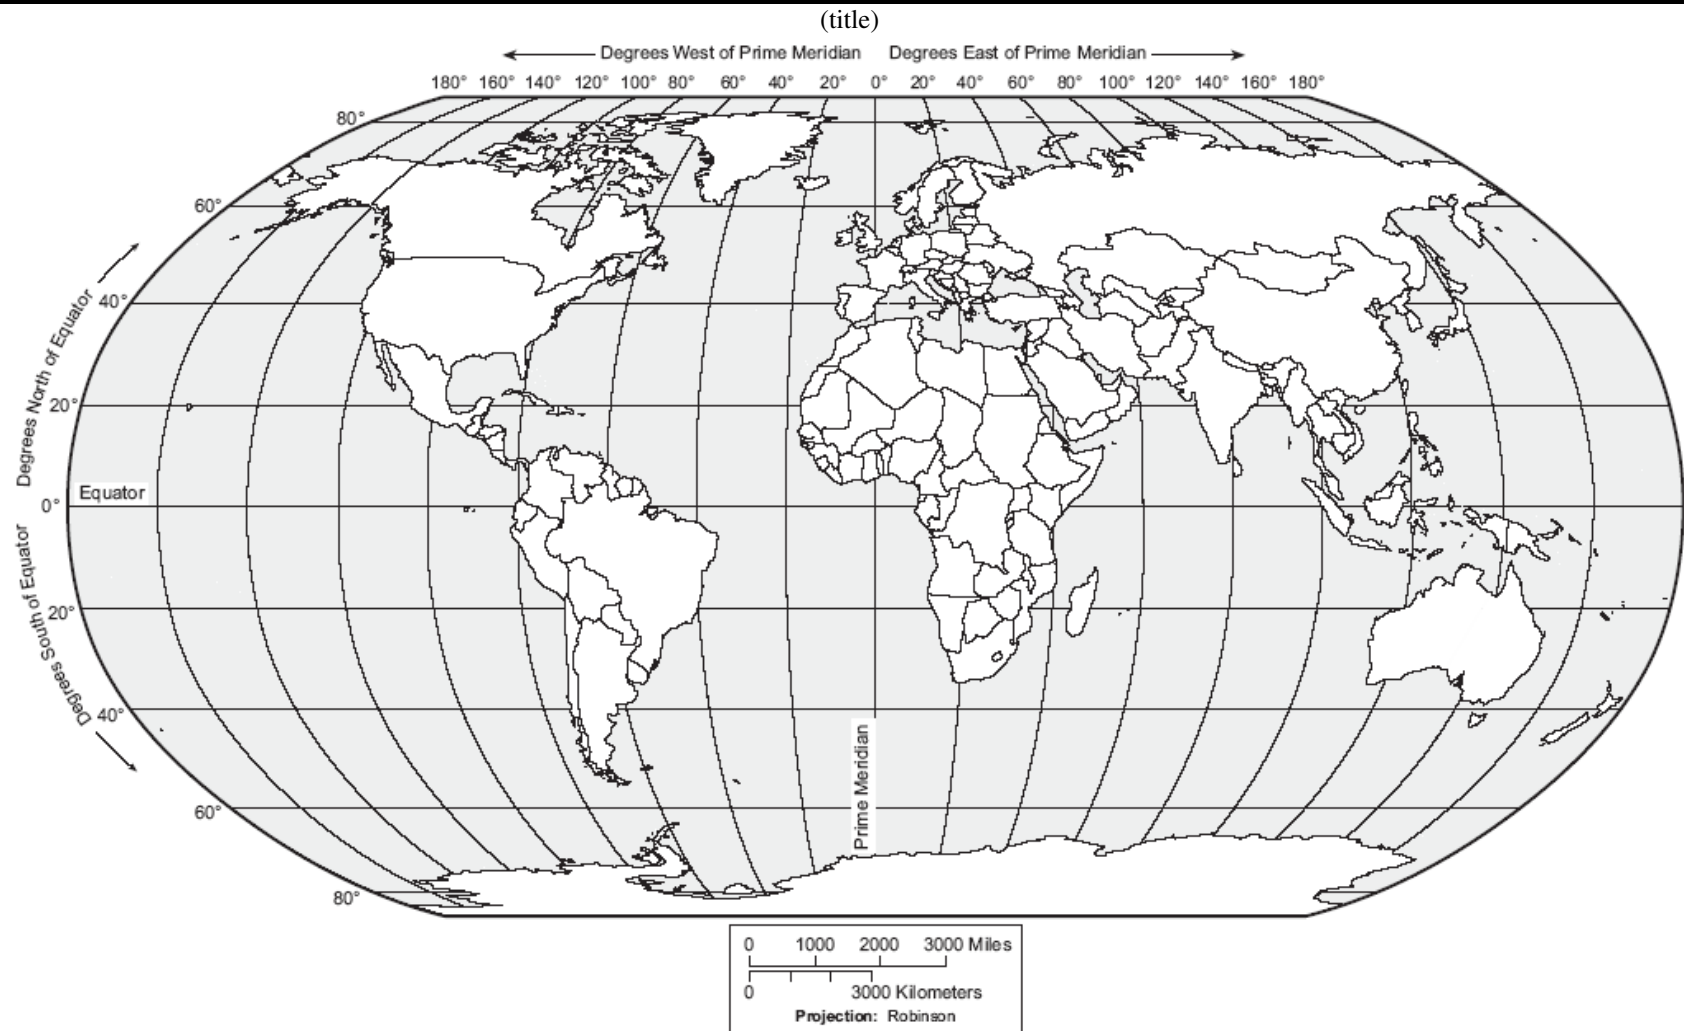 (title)
Degrees West of Prime Meridian Degrees East of Prime Meridian
180° 160° 140° 120° 100° 80° 60° 40° 20° 0° 20° 40° 60° 80° 100° 120° 140° 160° 180°
80°
60°
Degrees North of Equator
40°
20°
Equator
0°
Degrees South of Equator
20°
40°
Prime Meridian
60°
80°
0 1000 2000 3000 Miles
0 3000 Kilometers
Projection: Robinson